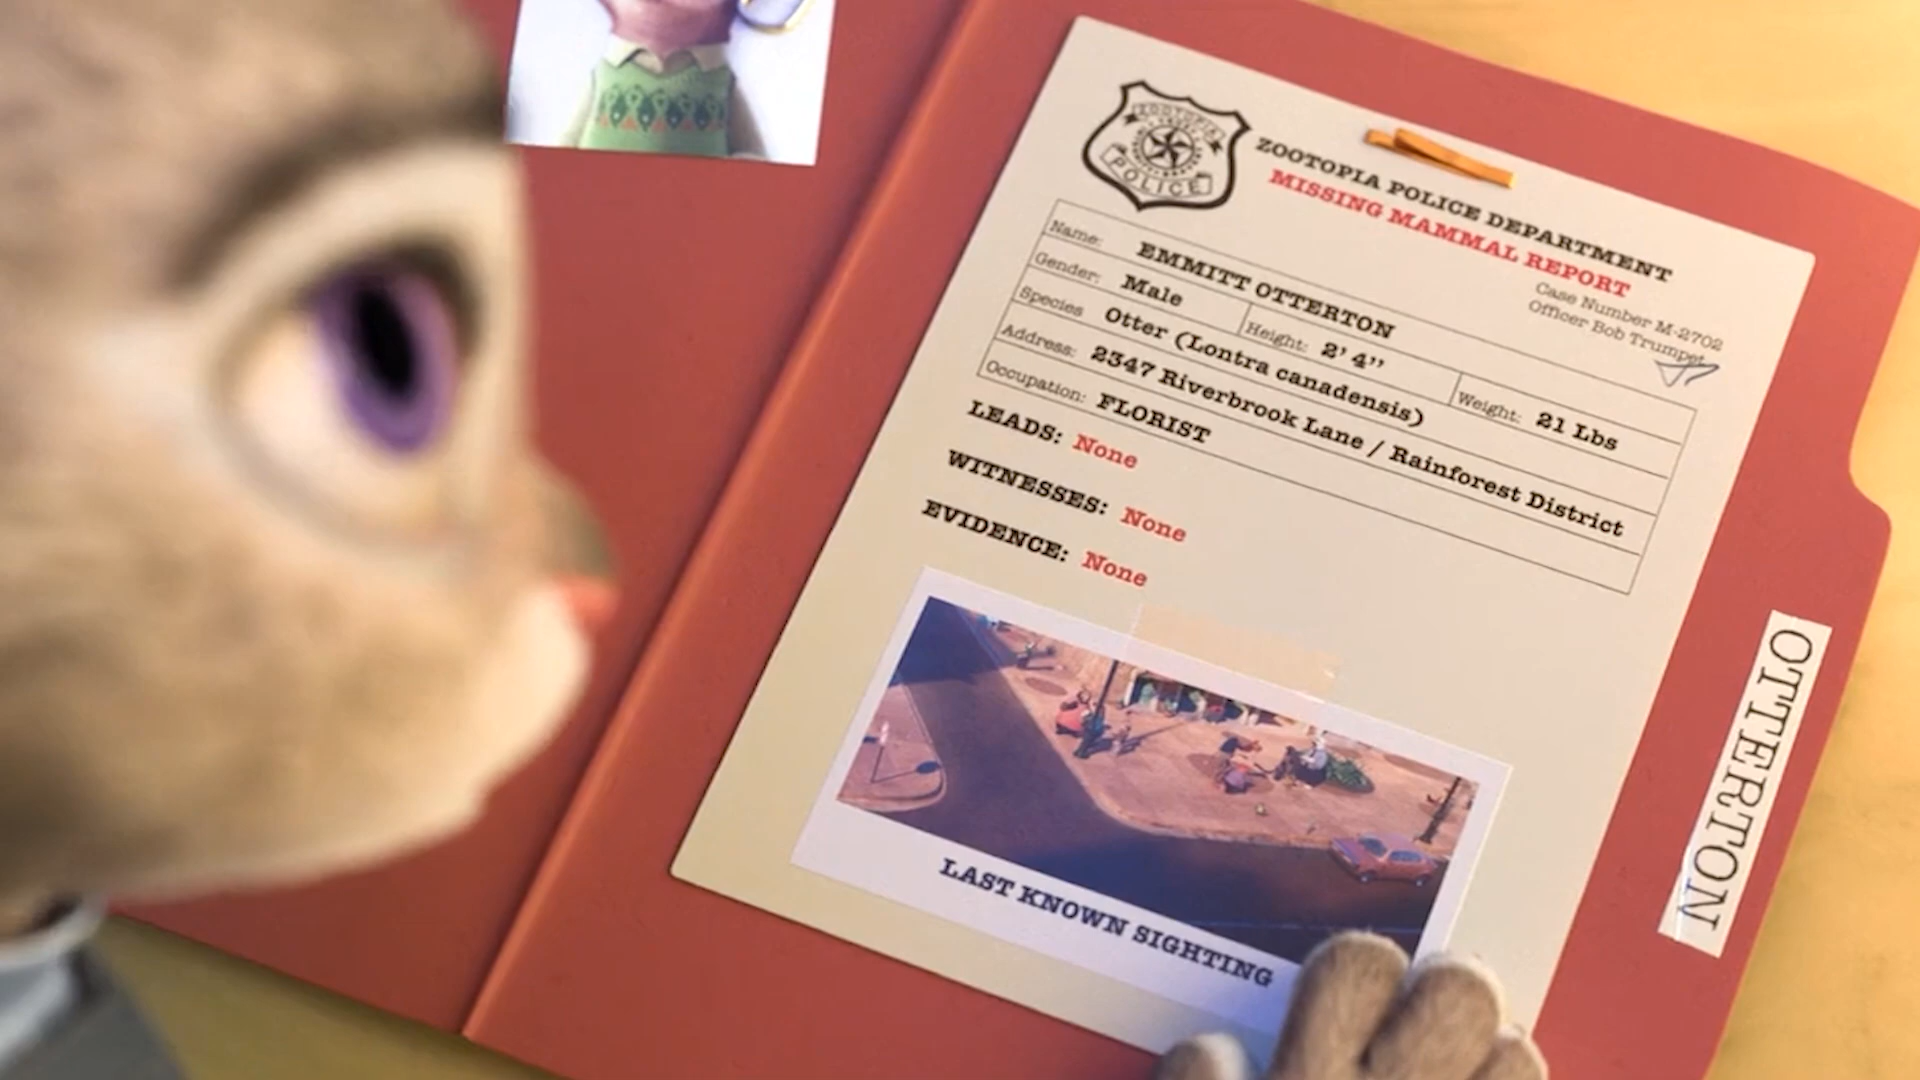 ZOOTOPIA
POLICE
ZOOTOPIA POLICE DEPARTMENT
MISSING MAMMAL REPORT
Case Number M-2702
Officer Bob Trumpet
Name: EMMITT OTTERTON
Gender: Male Height: 2' 4'' Weight: 21 Lbs
Species Otter (Lontra canadensis)
Address: 2347 Riverbrook Lane / Rainforest District
Occupation: FLORIST
LEADS: None
WITNESSES: None
EVIDENCE: None
LAST KNOWN SIGHTING
OTTERTON